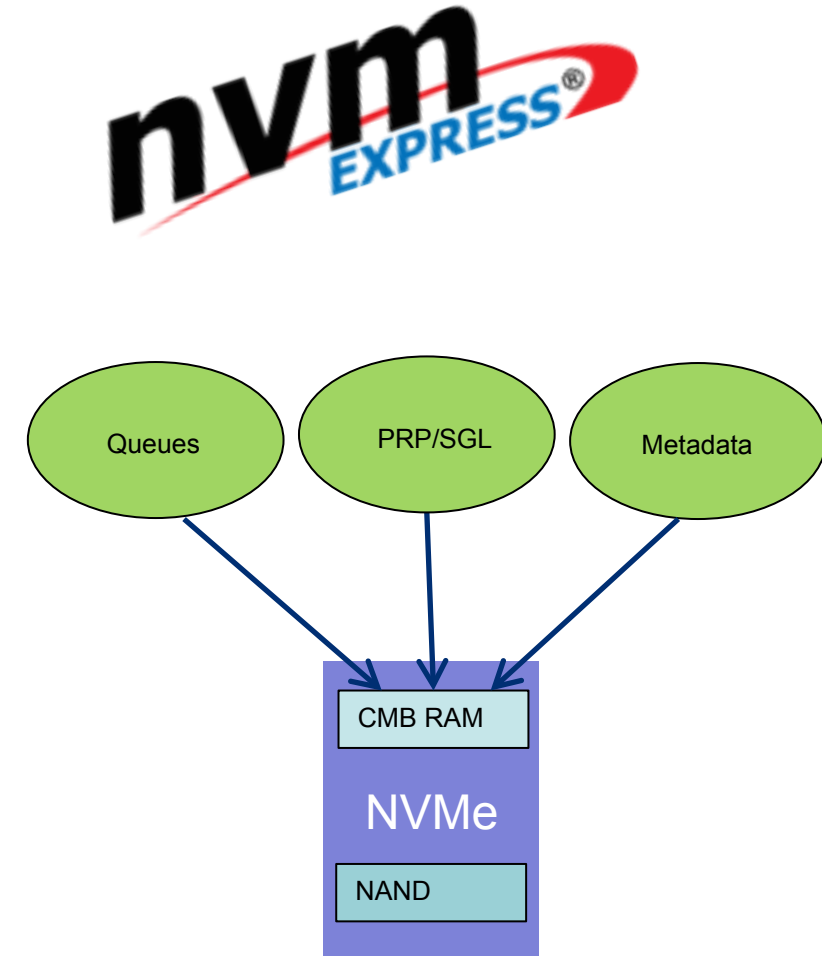 nvm
EXPRESS®
Queues
PRP/SGL
Metadata
CMB RAM
NVMe
NAND